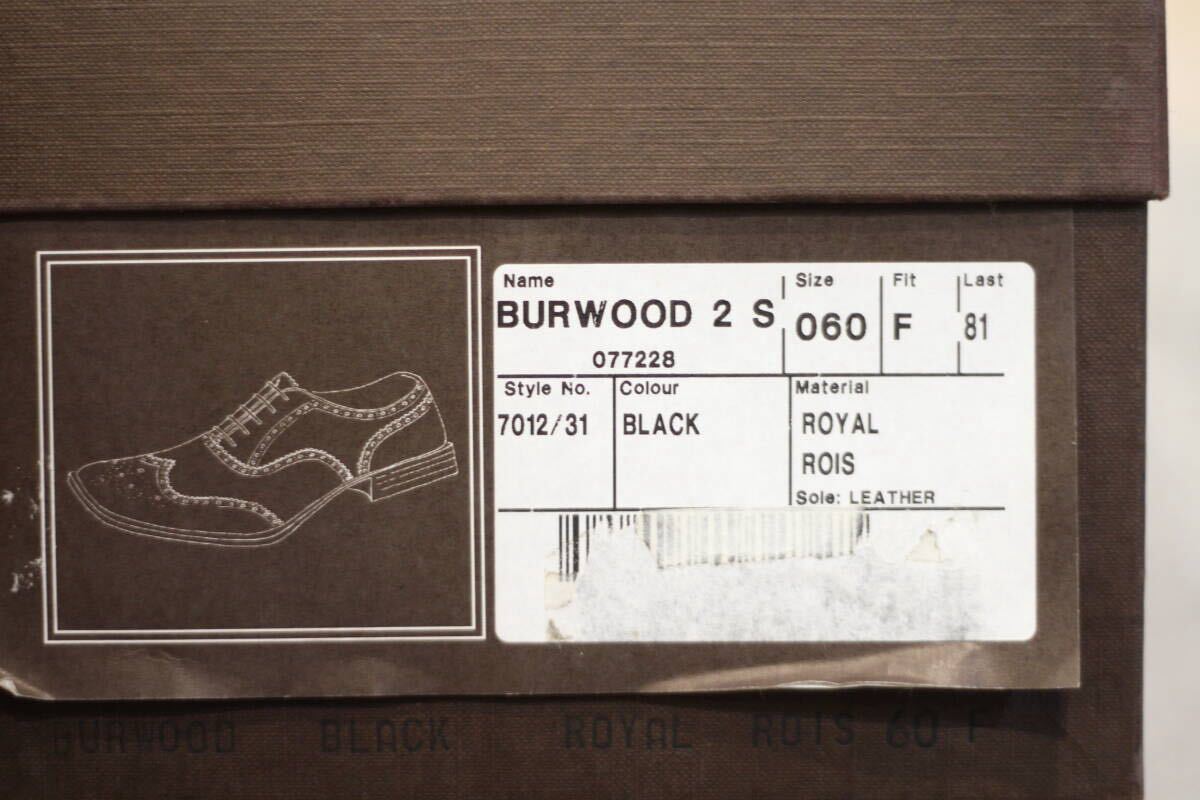 Name
BURWOOD 2 S
077228
Size
060
Fit
F
Last
81
Style No.
7012/31
Colour
BLACK
Material
ROYAL
ROIS
Sole: LEATHER
BURWOOD BLACK ROYAL ROIS 60 F